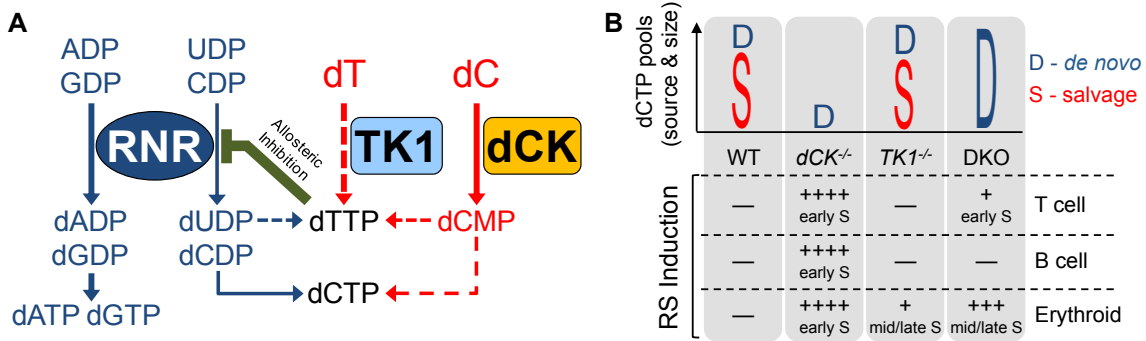 A
ADP
GDP
UDP
CDP
dT
dC
RNR
Allosteric
Inhibition
TK1
dCK
dADP
dGDP
dUDP
dCDP
dTTP
dCMP
dCTP
dATP dGTP
B
dCTP pools
(source & size)
D
S
D
D
S
D
D - de novo
S - salvage
WT
dCK-/-
TK1-/-
DKO
RS Induction
— ++++ — + T cell
early S early S
— ++++ — — B cell
early S
— ++++ + +++ Erythroid
early S mid/late S mid/late S